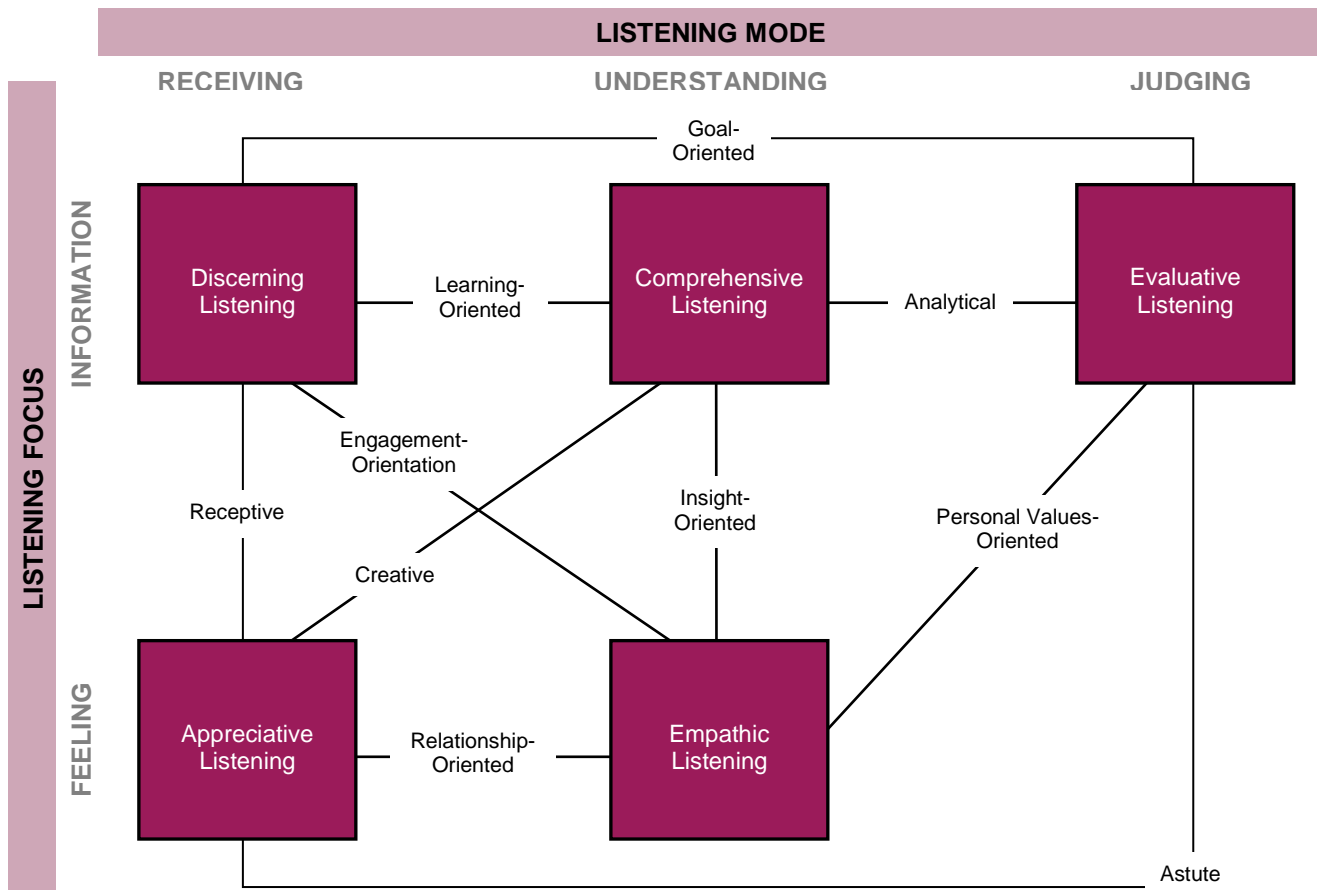 LISTENING MODE
RECEIVING
UNDERSTANDING
JUDGING
LISTENING FOCUS
INFORMATION
FEELING
Goal-
Oriented
Discerning
Listening
Learning-
Oriented
Comprehensive
Listening
Analytical
Evaluative
Listening
Engagement-
Orientation
Receptive
Insight-
Oriented
Personal Values-
Oriented
Creative
Appreciative
Listening
Relationship-
Oriented
Empathic
Listening
Astute